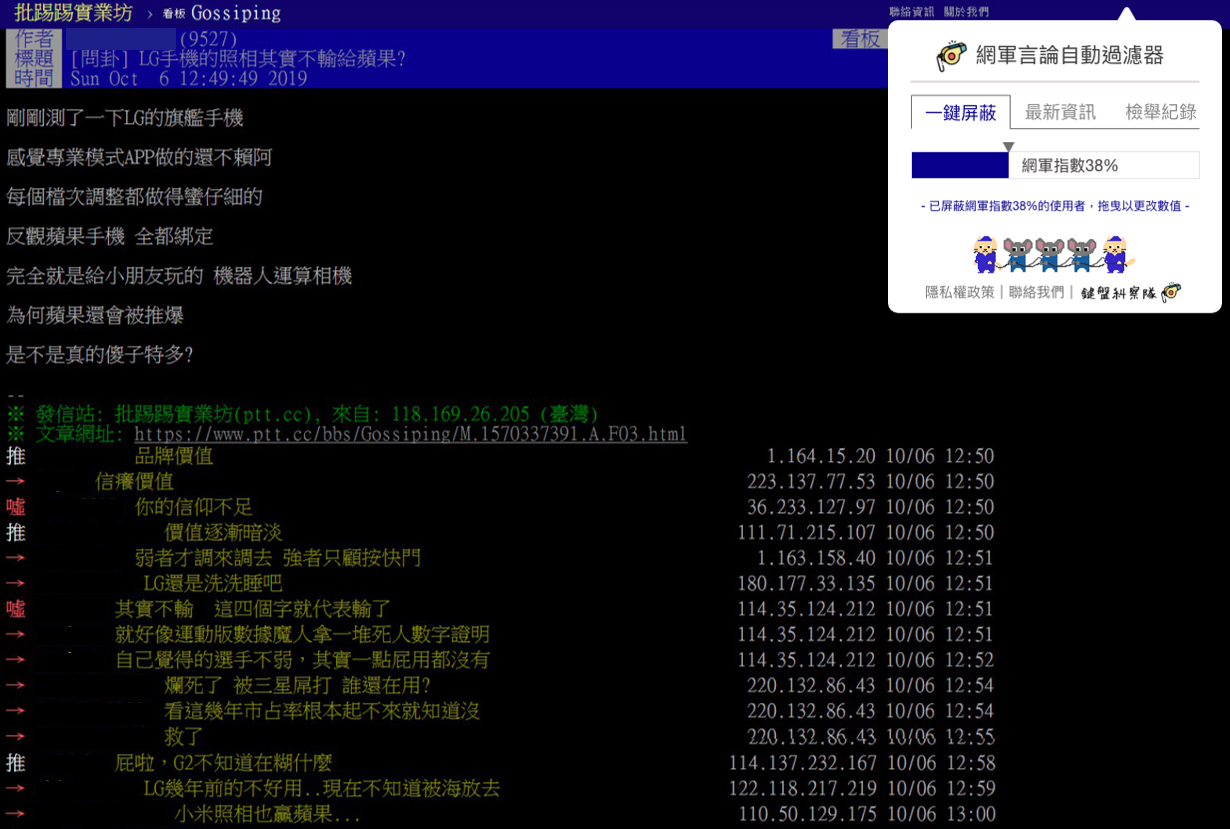 批踢踢實業坊 › 看板 Gossiping
聯絡資訊 關於我們
作者 (9527)
看板
標題 [問卦] LG手機的照相其實不輸給蘋果?
時間 Sun Oct 6 12:49:49 2019
剛剛測了一下LG的旗艦手機
感覺專業模式APP做的還不賴阿
每個檔次調整都做得蠻仔細的
反觀蘋果手機 全都綁定
完全就是給小朋友玩的 機器人運算相機
為何蘋果還會被推爆
是不是真的傻子特多?
--
※ 發信站: 批踢踢實業坊(ptt.cc), 來自: 118.169.26.205 (臺灣)
※ 文章網址: https://www.ptt.cc/bbs/Gossiping/M.1570337391.A.F03.html
推 品牌價值 1.164.15.20 10/06 12:50
→ 信癢價值 223.137.77.53 10/06 12:50
噓 你的信仰不足 36.233.127.97 10/06 12:50
推 價值逐漸暗淡 111.71.215.107 10/06 12:50
→ 弱者才調來調去 強者只顧按快門 1.163.158.40 10/06 12:51
→ LG還是洗洗睡吧 180.177.33.135 10/06 12:51
噓 其實不輸 這四個字就代表輸了 114.35.124.212 10/06 12:51
→ 就好像運動版數據魔人拿一堆死人數字證明 114.35.124.212 10/06 12:51
→ 自己覺得的選手不弱，其實一點屁用都沒有 114.35.124.212 10/06 12:52
→ 爛死了 被三星屌打 誰還在用? 220.132.86.43 10/06 12:54
→ 看這幾年市占率根本起不來就知道沒 220.132.86.43 10/06 12:54
→ 救了 220.132.86.43 10/06 12:55
推 屁啦，G2不知道在糊什麼 114.137.232.167 10/06 12:58
→ LG幾年前的不好用..現在不知道被海放去 122.118.217.219 10/06 12:59
→ 小米照相也贏蘋果... 110.50.129.175 10/06 13:00
網軍言論自動過濾器
一鍵屏蔽 最新資訊 檢舉紀錄
網軍指數38%
- 已屏蔽網軍指數38%的使用者，拖曳以更改數值 -
隱私權政策 | 聯絡我們 | 鍵盤糾察隊